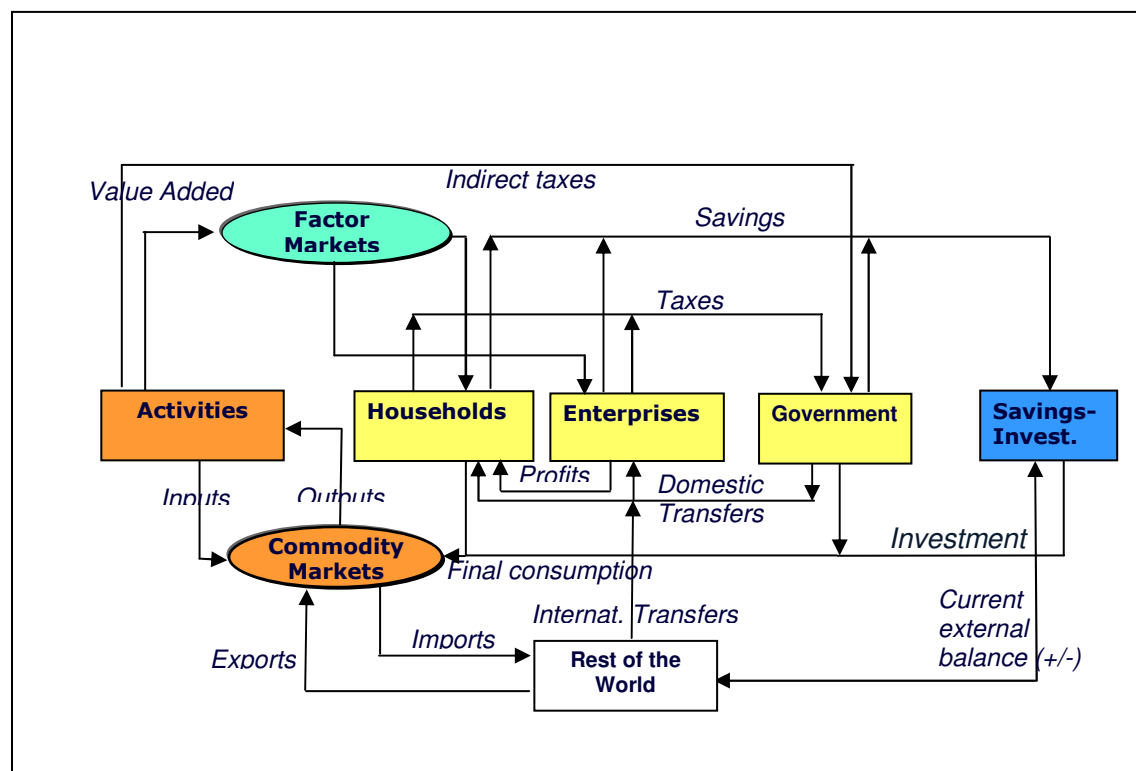 Value Added
Indirect taxes
Factor
Markets
Savings
Taxes
Activities
Households
Enterprises
Government
Savings-
Invest.
Profits
Domestic
Transfers
Inputs
Outputs
Commodity
Markets
Investment
Final consumption
Internat. Transfers
Current
external
balance (+/-)
Imports
Exports
Rest of the
World